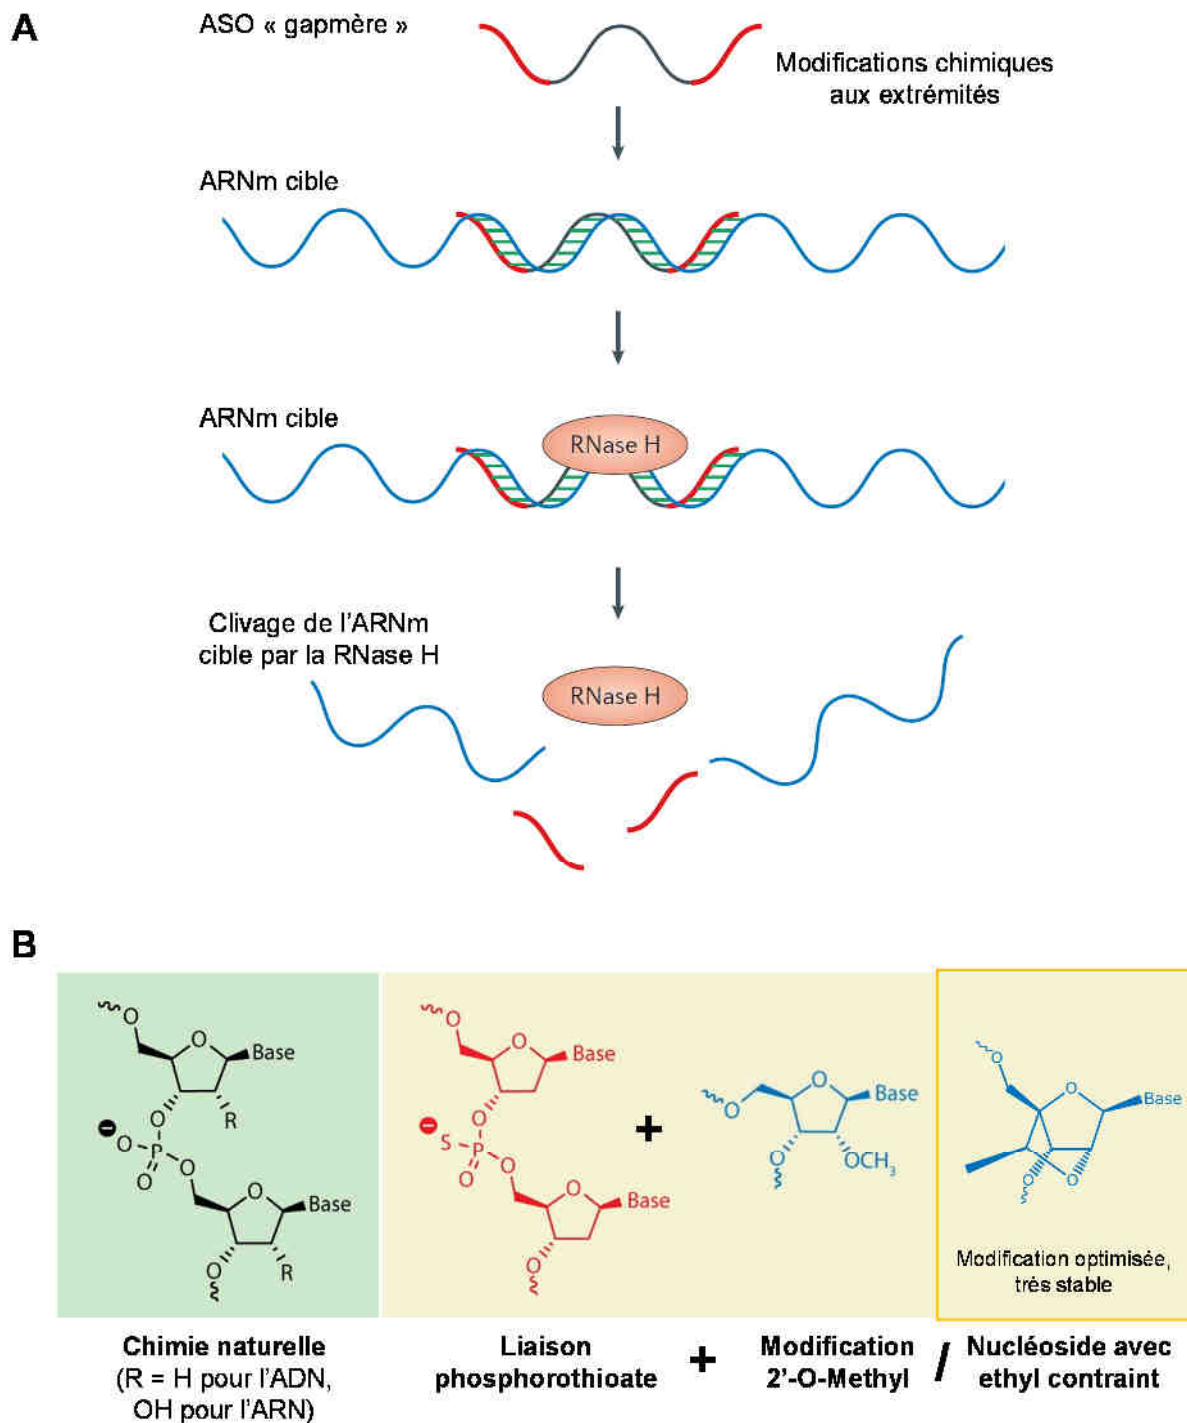 A
ASO « gapmère »
Modifications chimiques
aux extrémités
ARNm cible
ARNm cible
RNase H
Clivage de l'ARNm
cible par la RNase H
RNase H
B
O
O
Base
O
R
O
P
O
O
O
Base
O
R
O
O
Base
O
S
P
O
O
O
Base
O
+
O
O
Base
O
OCH3
O
O
Base
O
O
Modification optimisée,
très stable
Chimie naturelle
(R = H pour l'ADN,
OH pour l'ARN)
Liaison
phosphorothioate
+
Modification
2'-O-Methyl
/
Nucléoside avec
ethyl contraint